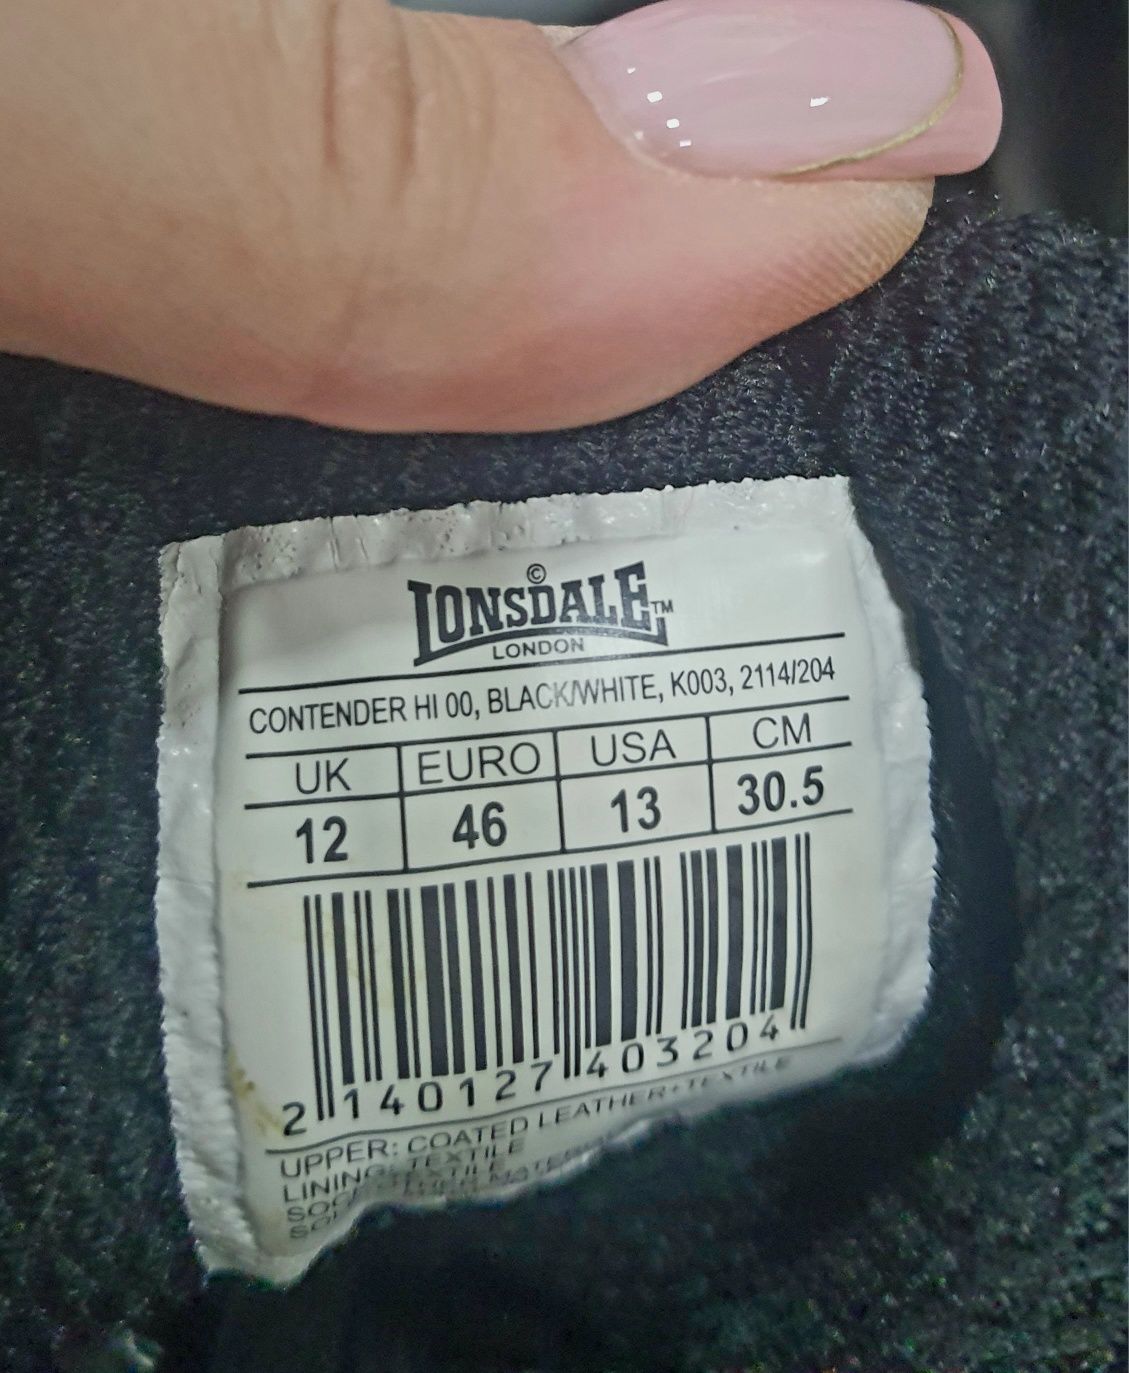 ©
LONSDALE™
LONDON
CONTENDER HI 00, BLACK/WHITE, K003, 2114/204
UK EURO USA CM
12 46 13 30.5
2 140127 403204
UPPER: COATED LEATHER+TEXTILE
LINING: TEXTILE